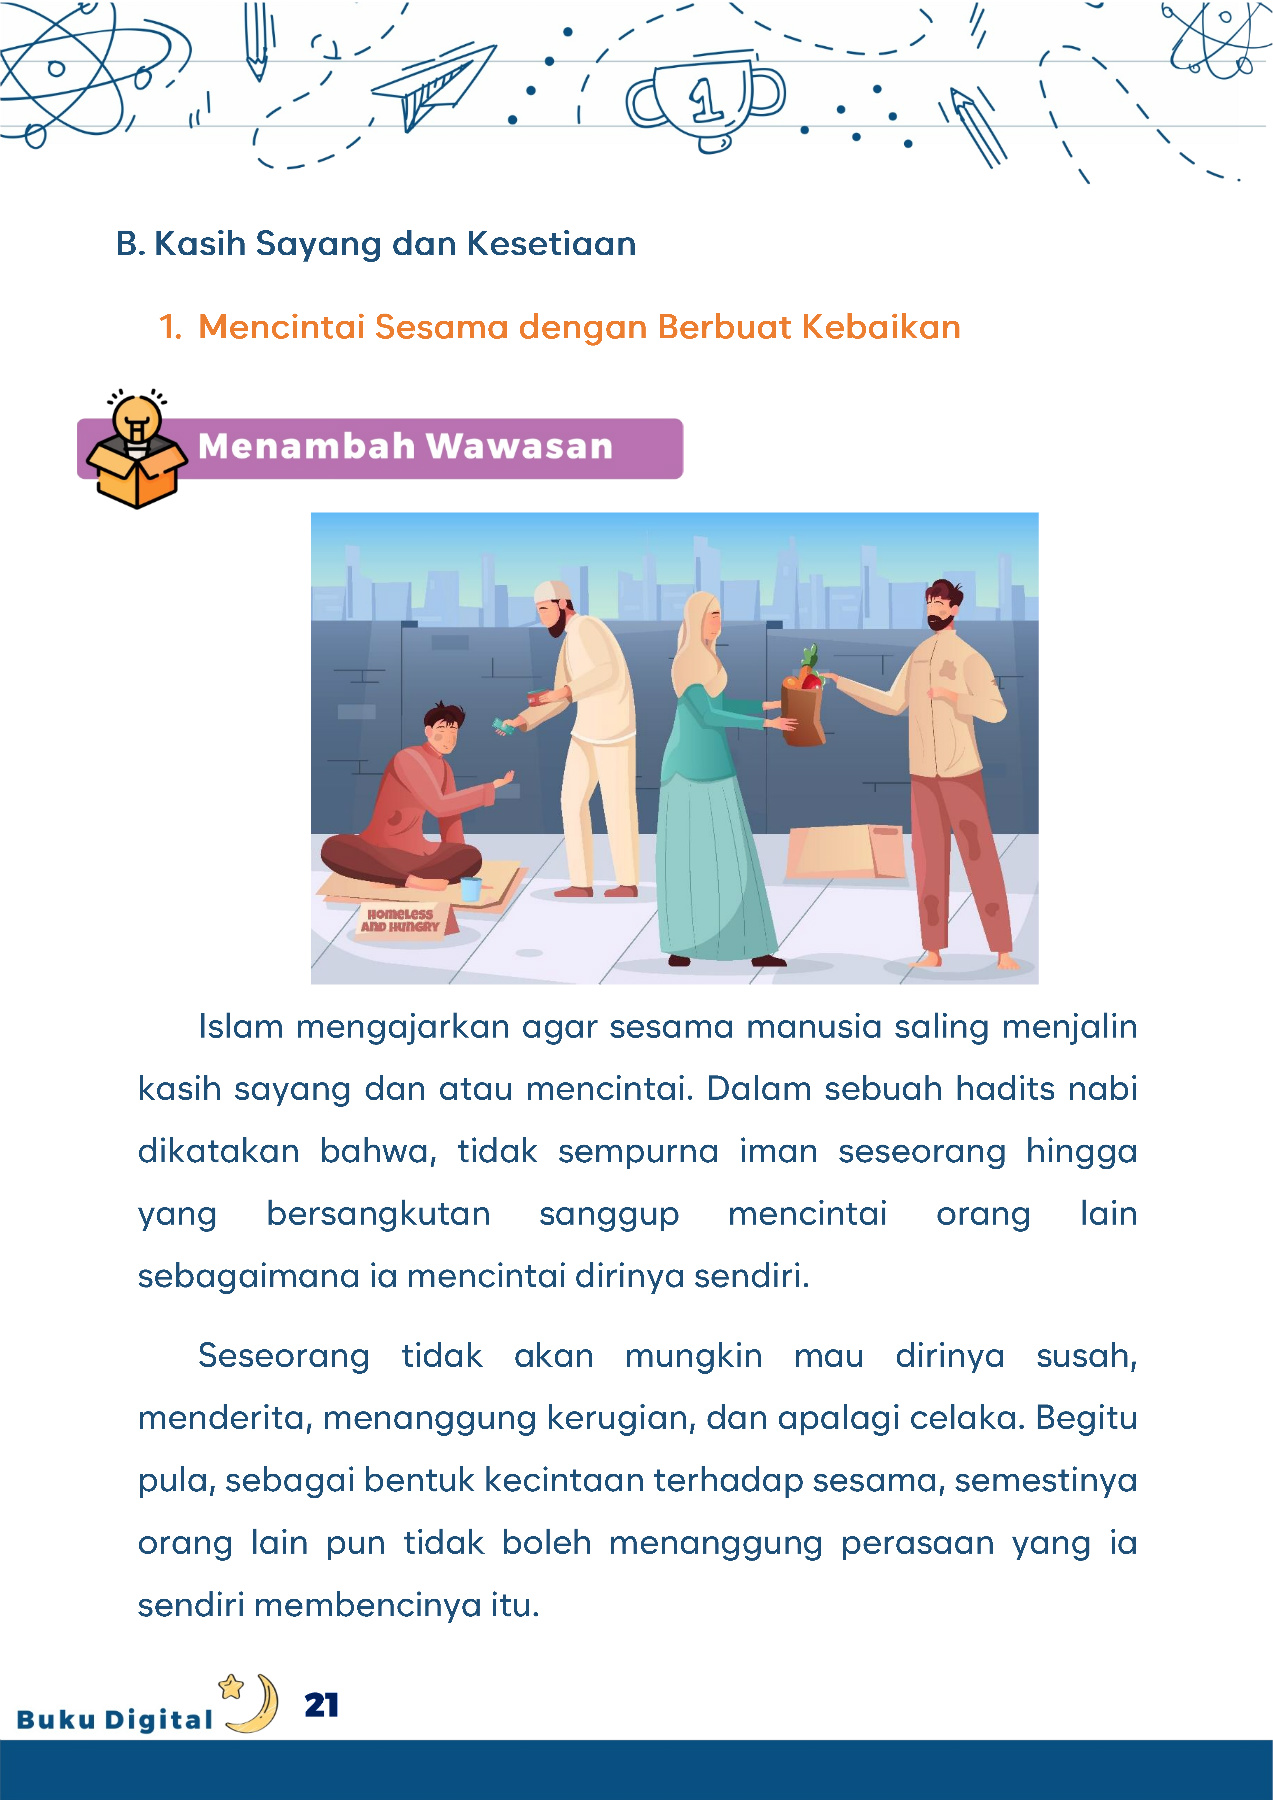 1
B. Kasih Sayang dan Kesetiaan
1. Mencintai Sesama dengan Berbuat Kebaikan
Menambah Wawasan
HOMELESS
AND HUNGRY
Islam mengajarkan agar sesama manusia saling menjalin
kasih sayang dan atau mencintai. Dalam sebuah hadits nabi
dikatakan bahwa, tidak sempurna iman seseorang hingga
yang bersangkutan sanggup mencintai orang lain
sebagaimana ia mencintai dirinya sendiri.
Seseorang tidak akan mungkin mau dirinya susah,
menderita, menanggung kerugian, dan apalagi celaka. Begitu
pula, sebagai bentuk kecintaan terhadap sesama, semestinya
orang lain pun tidak boleh menanggung perasaan yang ia
sendiri membencinya itu.
Buku Digital 21